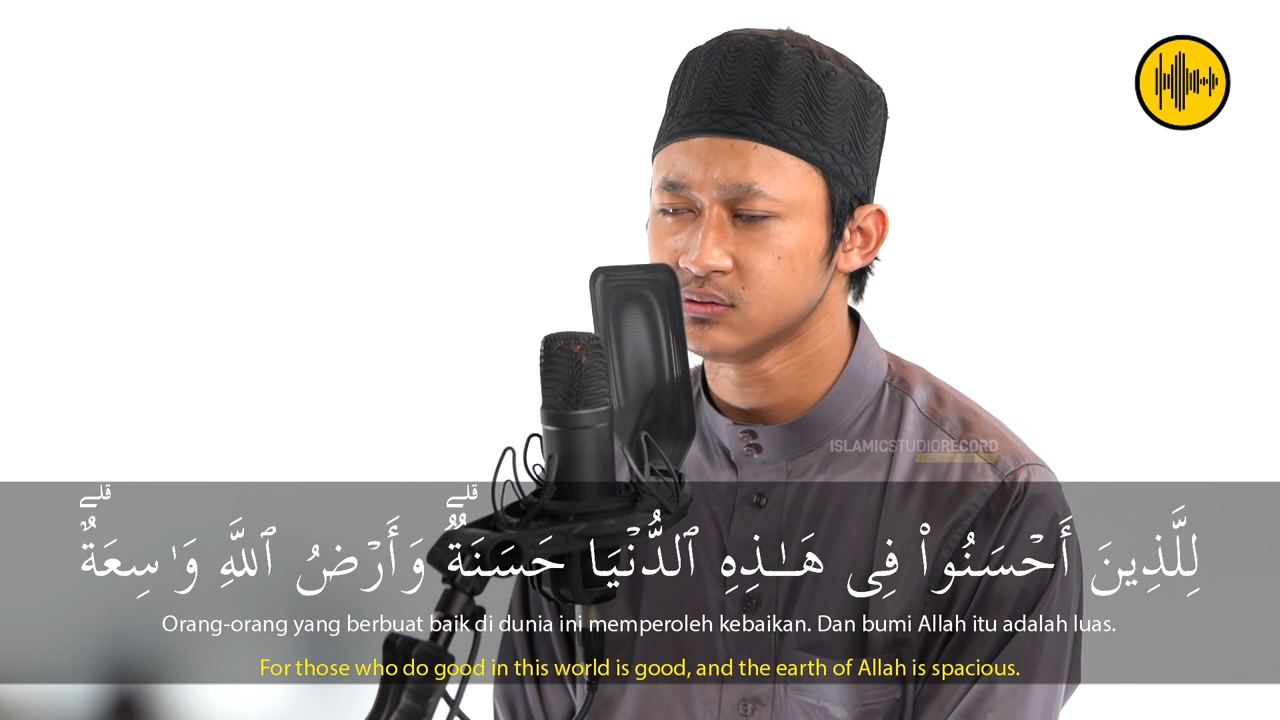 ISLAMICSTUDIORECORD
لِلَّذِينَ أَحْسَنُوا۟ فِى هَـٰذِهِ ٱلدُّنْيَا حَسَنَةٌۭ ۗ وَأَرْضُ ٱللَّهِ وَٰسِعَةٌ ۗ
Orang-orang yang berbuat baik di dunia ini memperoleh kebaikan. Dan bumi Allah itu adalah luas.
For those who do good in this world is good, and the earth of Allah is spacious.